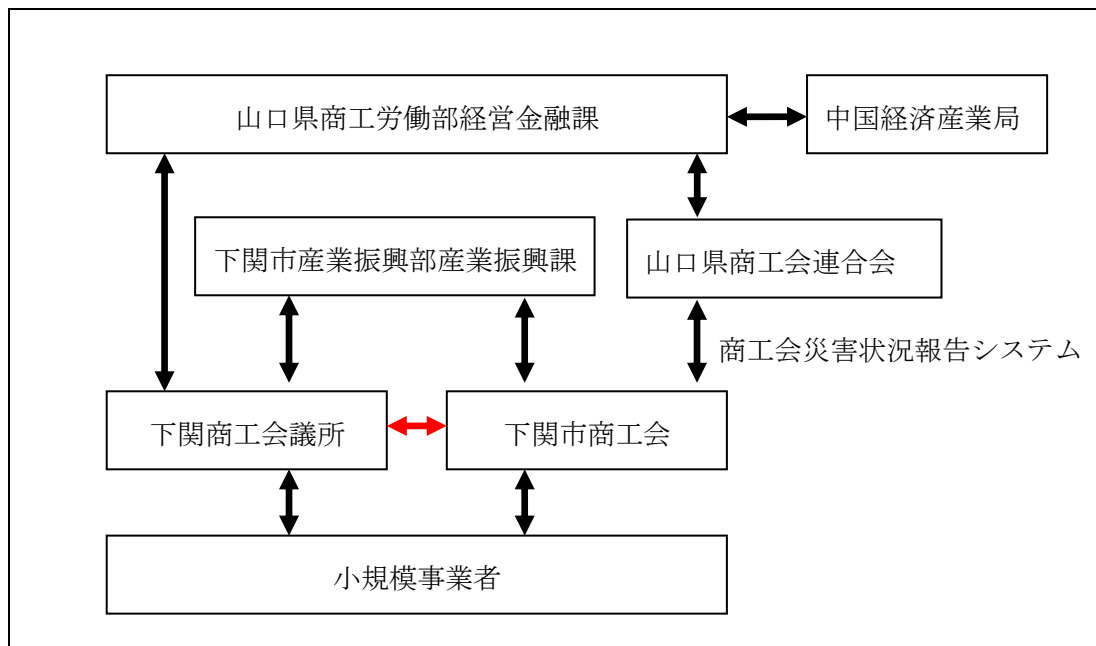 山口県商工労働部経営金融課
中国経済産業局
下関市産業振興部産業振興課
山口県商工会連合会
商工会災害状況報告システム
下関商工会議所
下関市商工会
小規模事業者